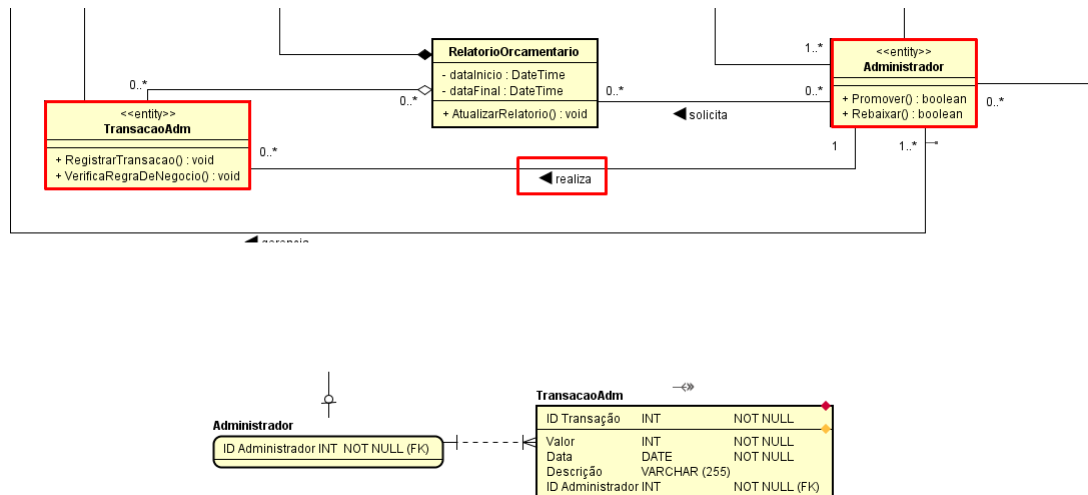 RelatorioOrcamentario
- dataInicio : DateTime
- dataFinal : DateTime
+ AtualizarRelatorio() : void
0..*
0..*
<<entity>>
TransacaoAdm
+ RegistrarTransacao() : void
+ VerificaRegraDeNegocio() : void
0..*
0..*
solicita
1..*
0..*
<<entity>>
Administrador
+ Promover() : boolean
+ Rebaixar() : boolean
0..*
1
1..*
realiza
gerencia
Administrador
ID Administrador INT NOT NULL (FK)
TransacaoAdm
ID Transação INT NOT NULL
Valor INT NOT NULL
Data DATE NOT NULL
Descrição VARCHAR (255)
ID Administrador INT NOT NULL (FK)